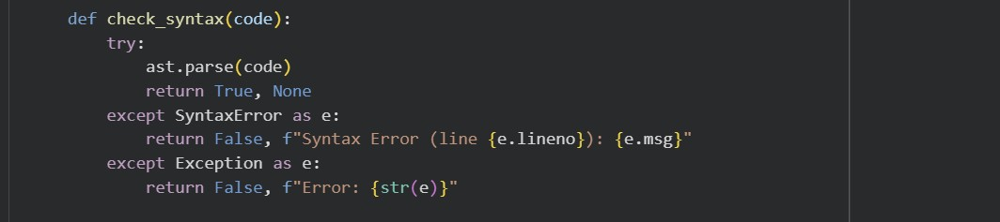 def check_syntax(code):
    try:
        ast.parse(code)
        return True, None
    except SyntaxError as e:
        return False, f"Syntax Error (line {e.lineno}): {e.msg}"
    except Exception as e:
        return False, f"Error: {str(e)}"